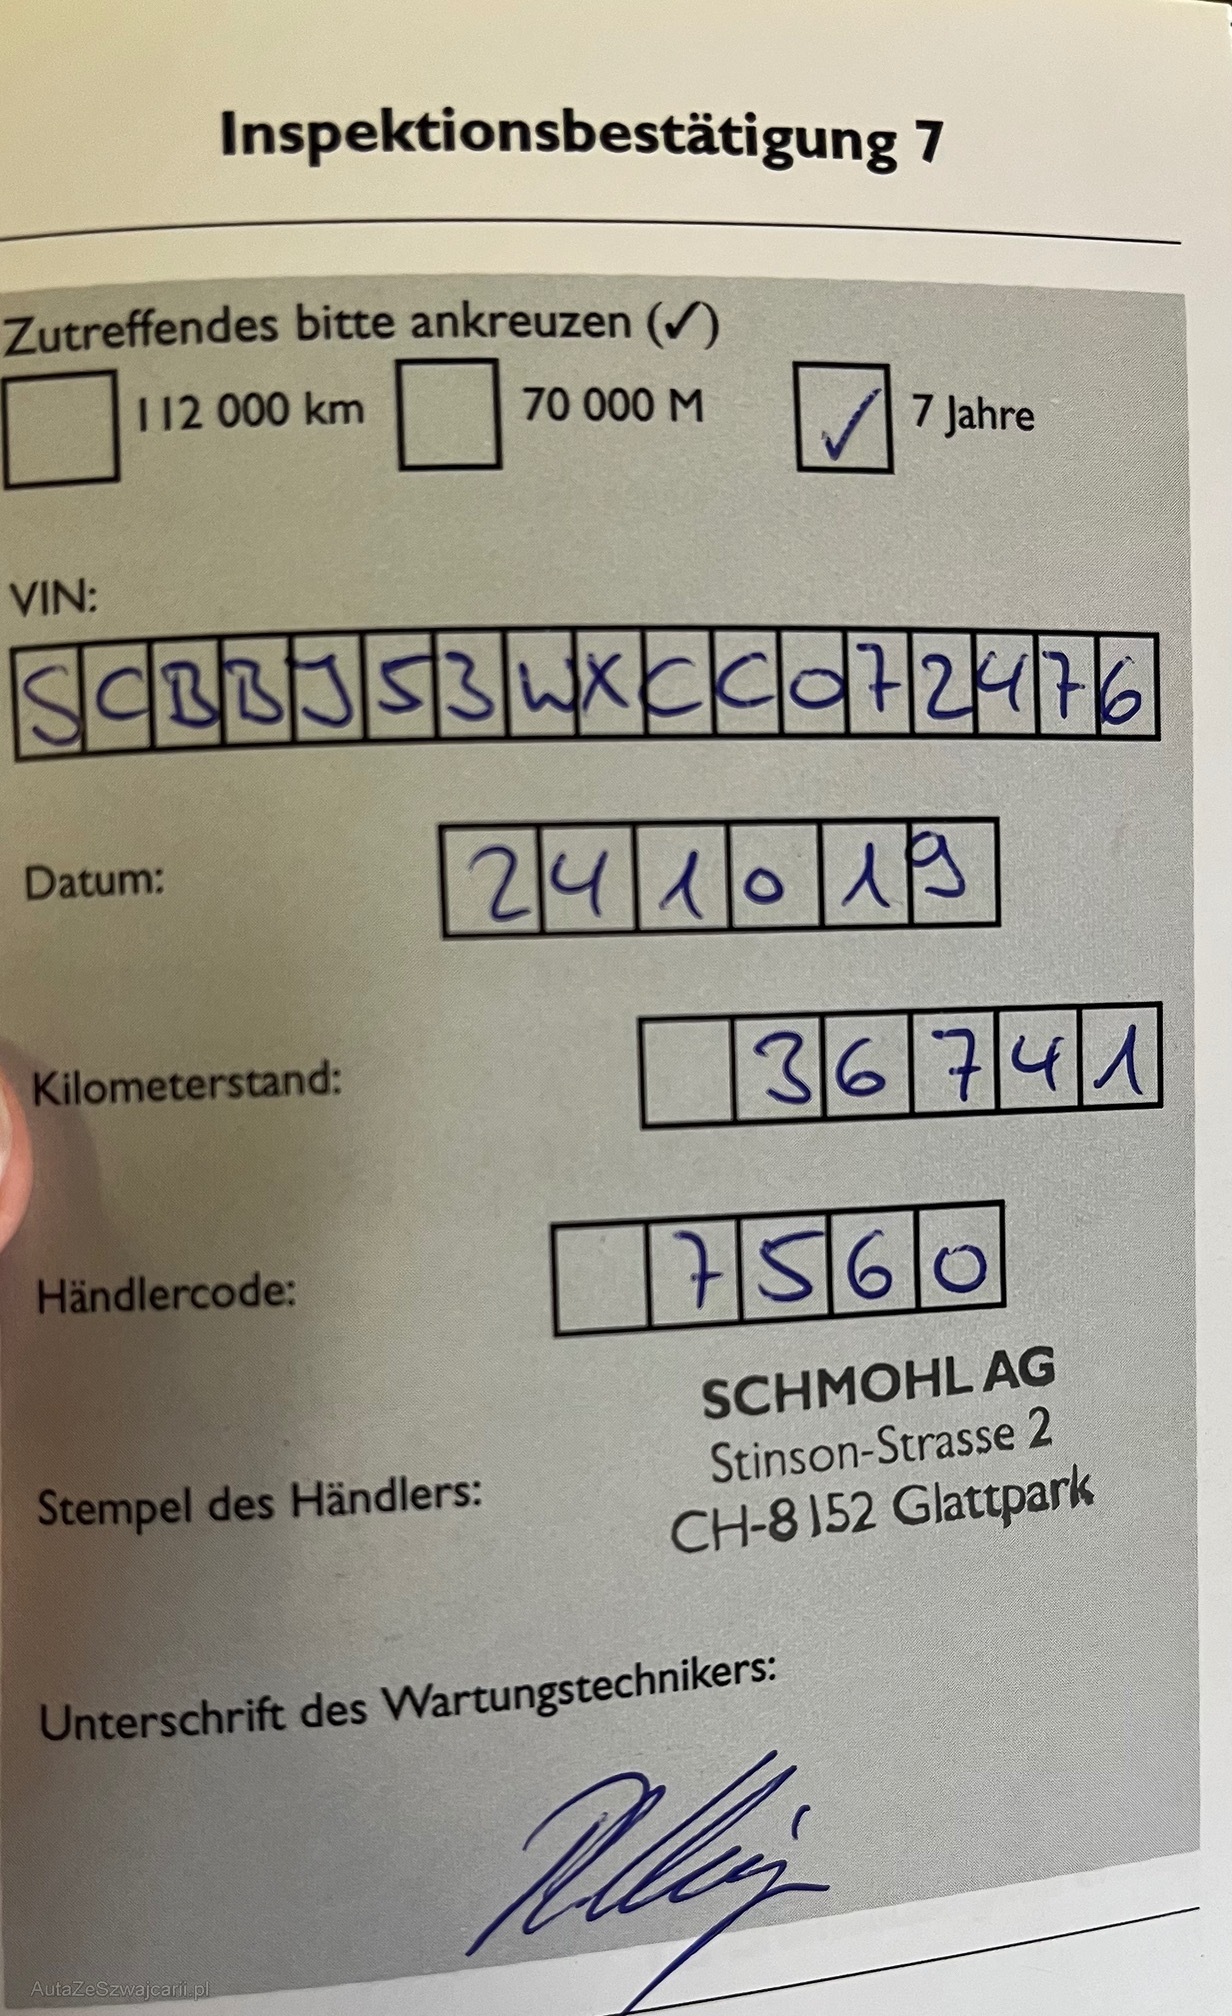 Inspektionsbestätigung 7
Zutreffendes bitte ankreuzen (✓)
112 000 km 70 000 M ✓ 7 Jahre
VIN:
SCBBJ53WXCC072476
Datum: 241019
Kilometerstand: 36741
Händlercode: 7560
SCHMOHL AG
Stinson-Strasse 2
Stempel des Händlers: CH-8152 Glattpark
Unterschrift des Wartungstechnikers:
AutaZeSzwajcarii.pl